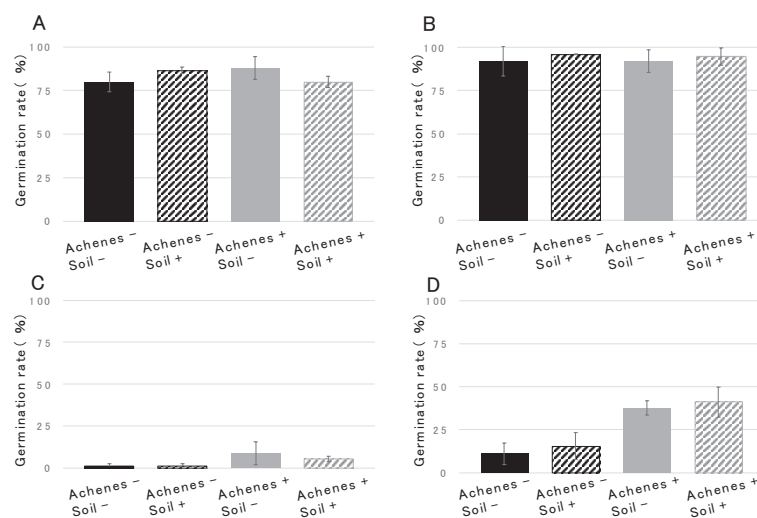 A
Germination rate( %)
100
75
50
25
0
Achenes −
Soil −
Achenes −
Soil +
Achenes +
Soil −
Achenes +
Soil +
B
Germination rate( %)
100
75
50
25
0
Achenes −
Soil −
Achenes −
Soil +
Achenes +
Soil −
Achenes +
Soil +
C
Germination rate( %)
100
75
50
25
0
Achenes −
Soil −
Achenes −
Soil +
Achenes +
Soil −
Achenes +
Soil +
D
Germination rate( %)
100
75
50
25
0
Achenes −
Soil −
Achenes −
Soil +
Achenes +
Soil −
Achenes +
Soil +